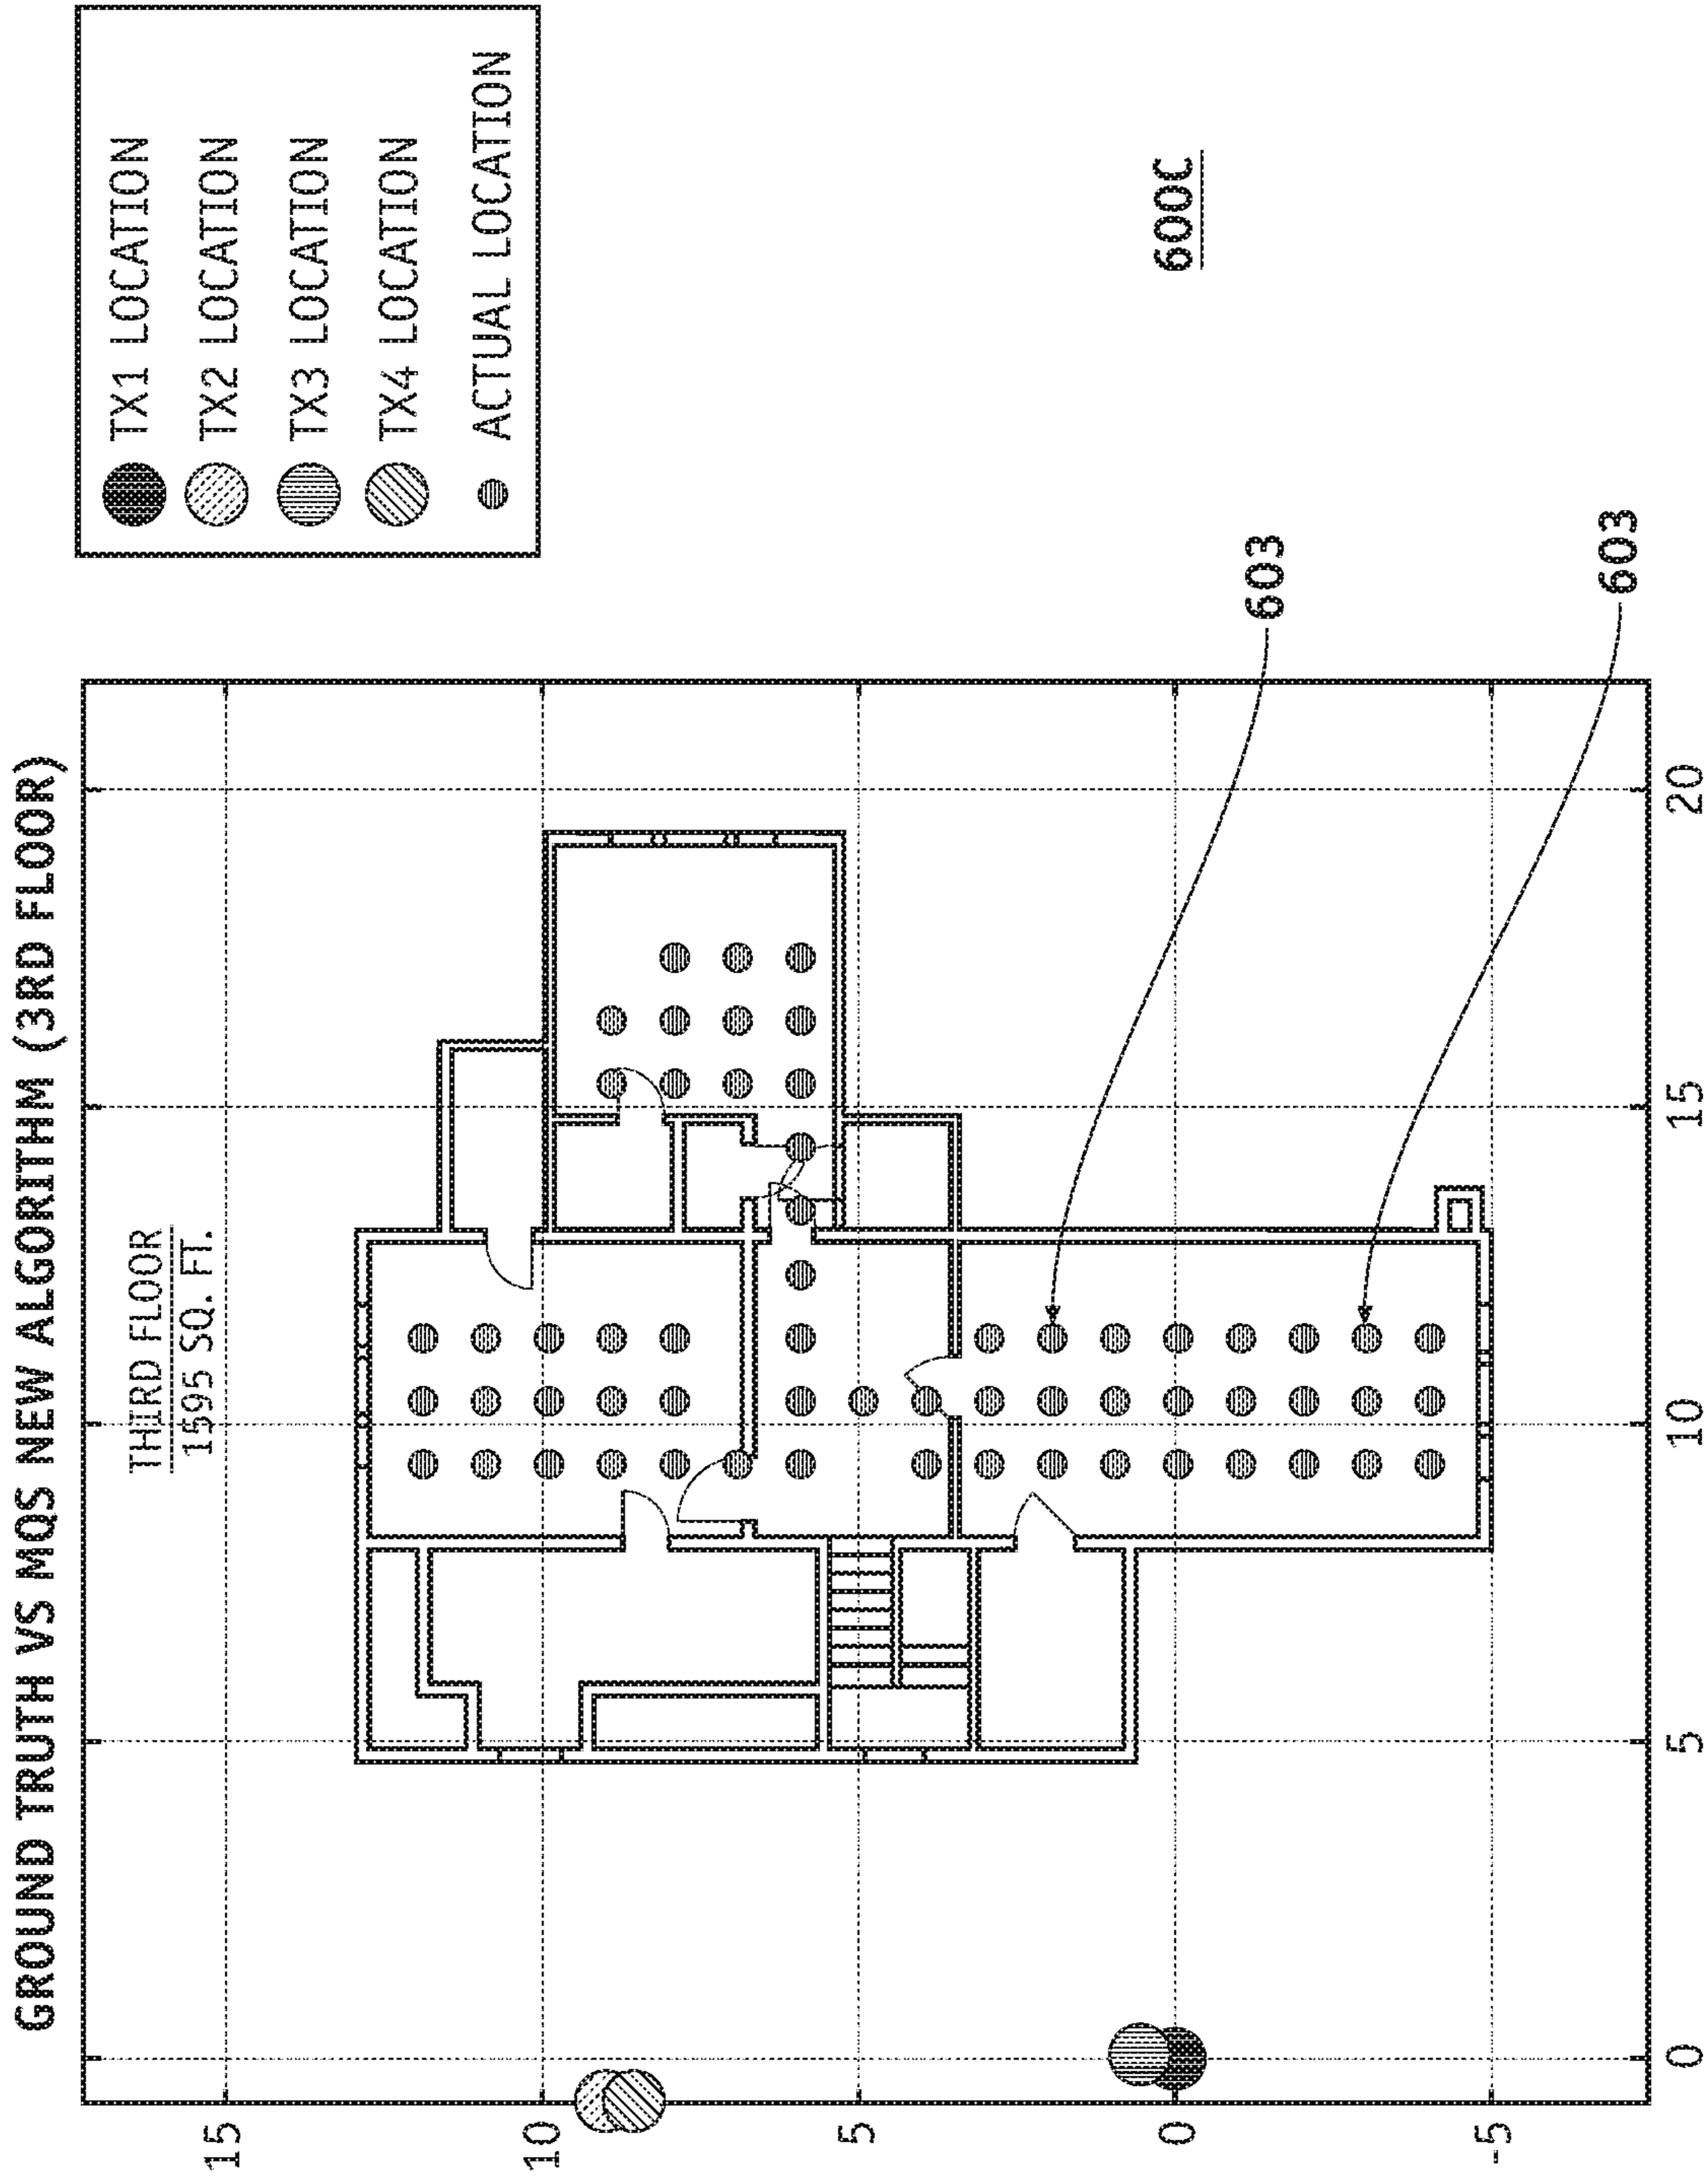 GROUND TRUTH VS MQS NEW ALGORITHM (3RD FLOOR)
TX1 LOCATION
TX2 LOCATION
TX3 LOCATION
TX4 LOCATION
ACTUAL LOCATION
THIRD FLOOR
1595 SQ. FT.
15
10
5
0
-5
0
5
10
15
20
603
603
600C